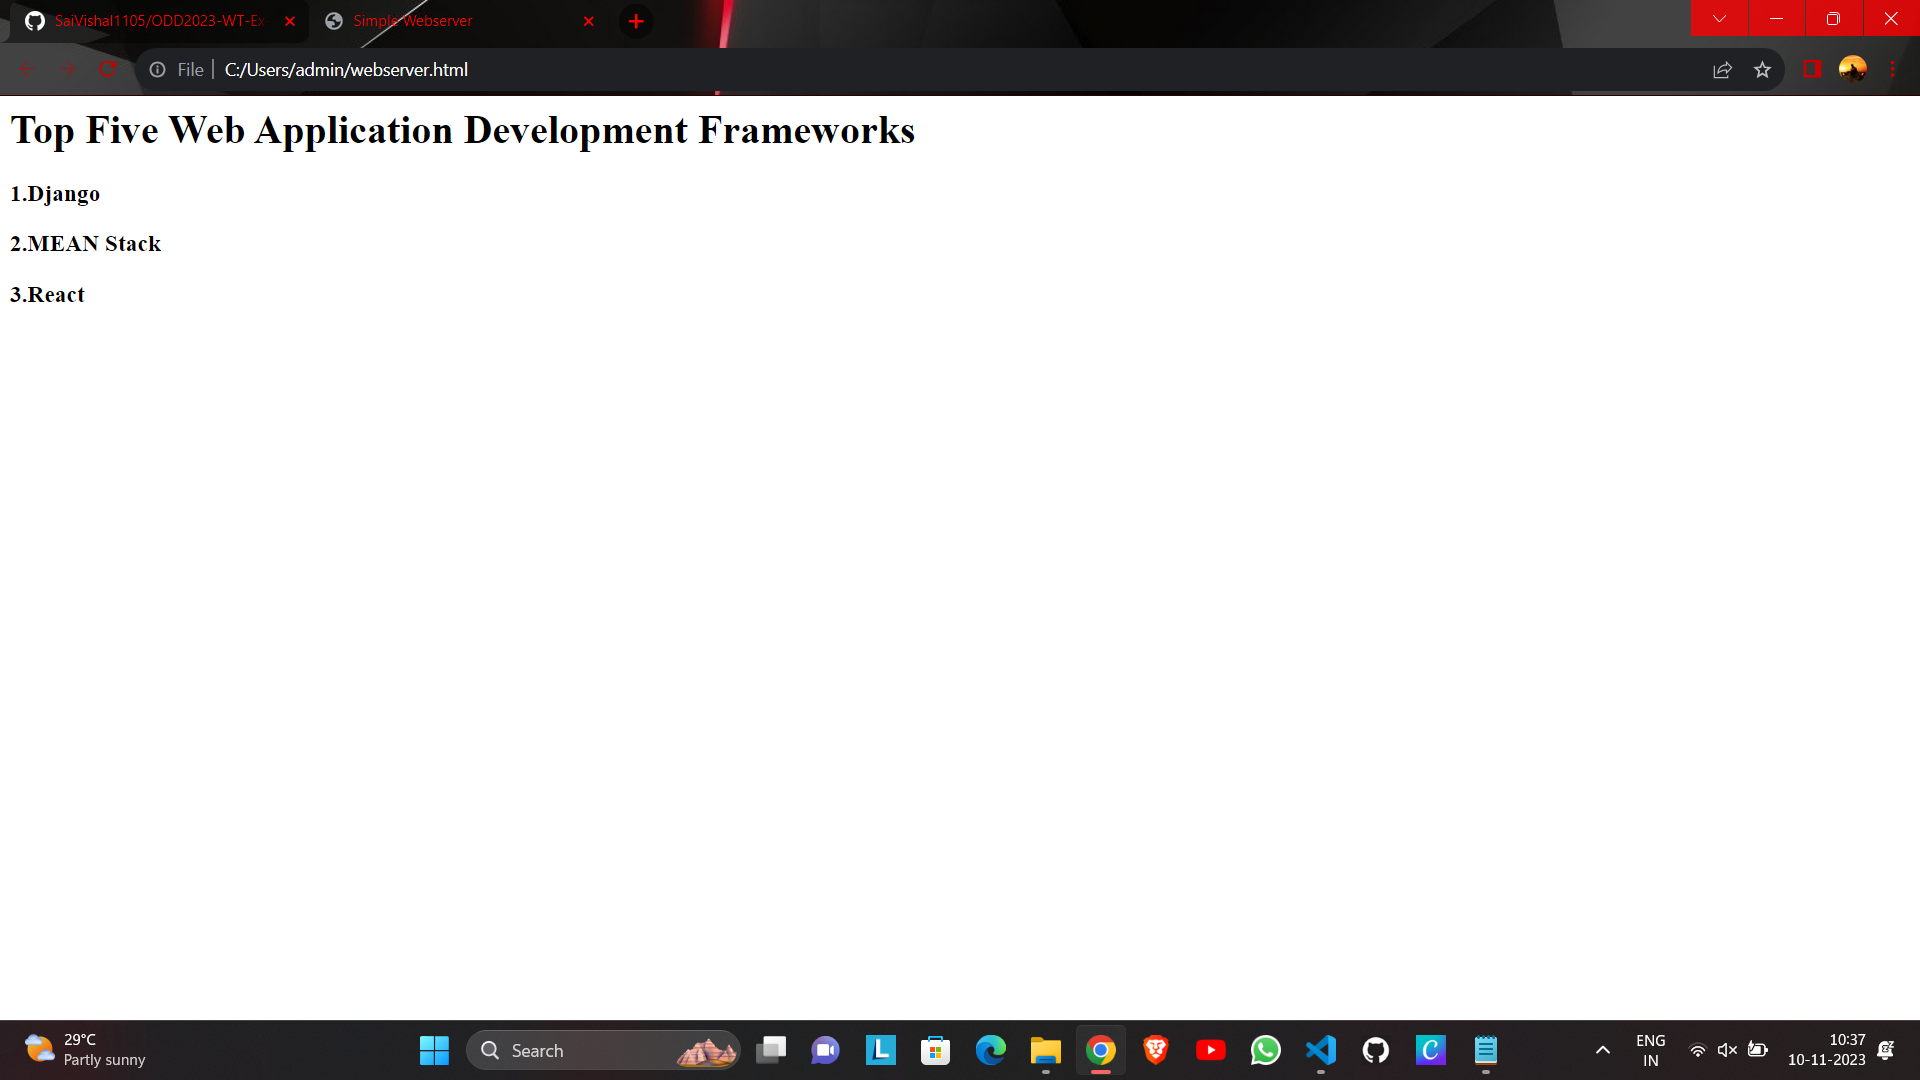 SaiVishal1105/ODD2023-WT-Ex
Simple Webserver
File
C:/Users/admin/webserver.html
Top Five Web Application Development Frameworks
1.Django
2.MEAN Stack
3.React
29°C
Partly sunny
Search
L
C
ENG
IN
10:37
10-11-2023